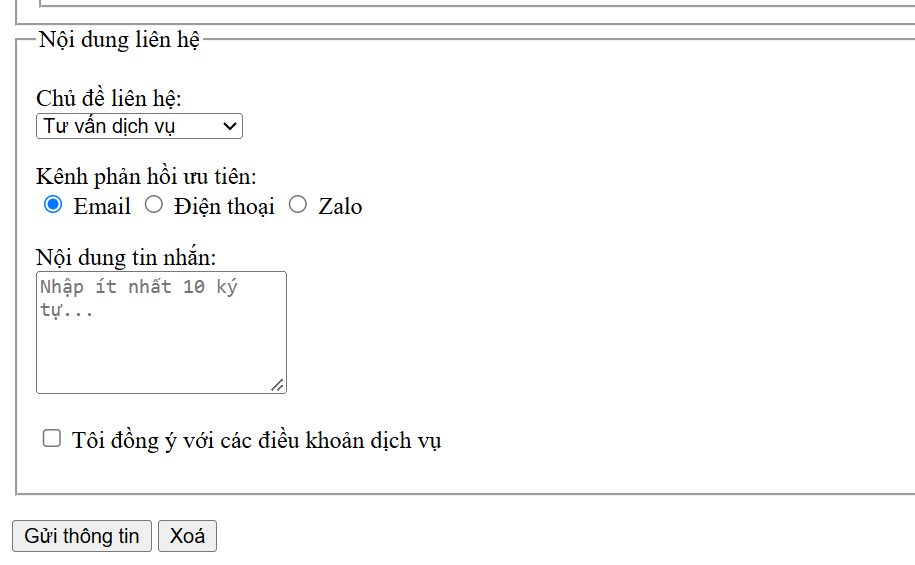 Nội dung liên hệ
Chủ đề liên hệ:
Tư vấn dịch vụ
Kênh phản hồi ưu tiên:
Email Điện thoại Zalo
Nội dung tin nhắn:
Nhập ít nhất 10 ký
tự...
Tôi đồng ý với các điều khoản dịch vụ
Gửi thông tin Xoá